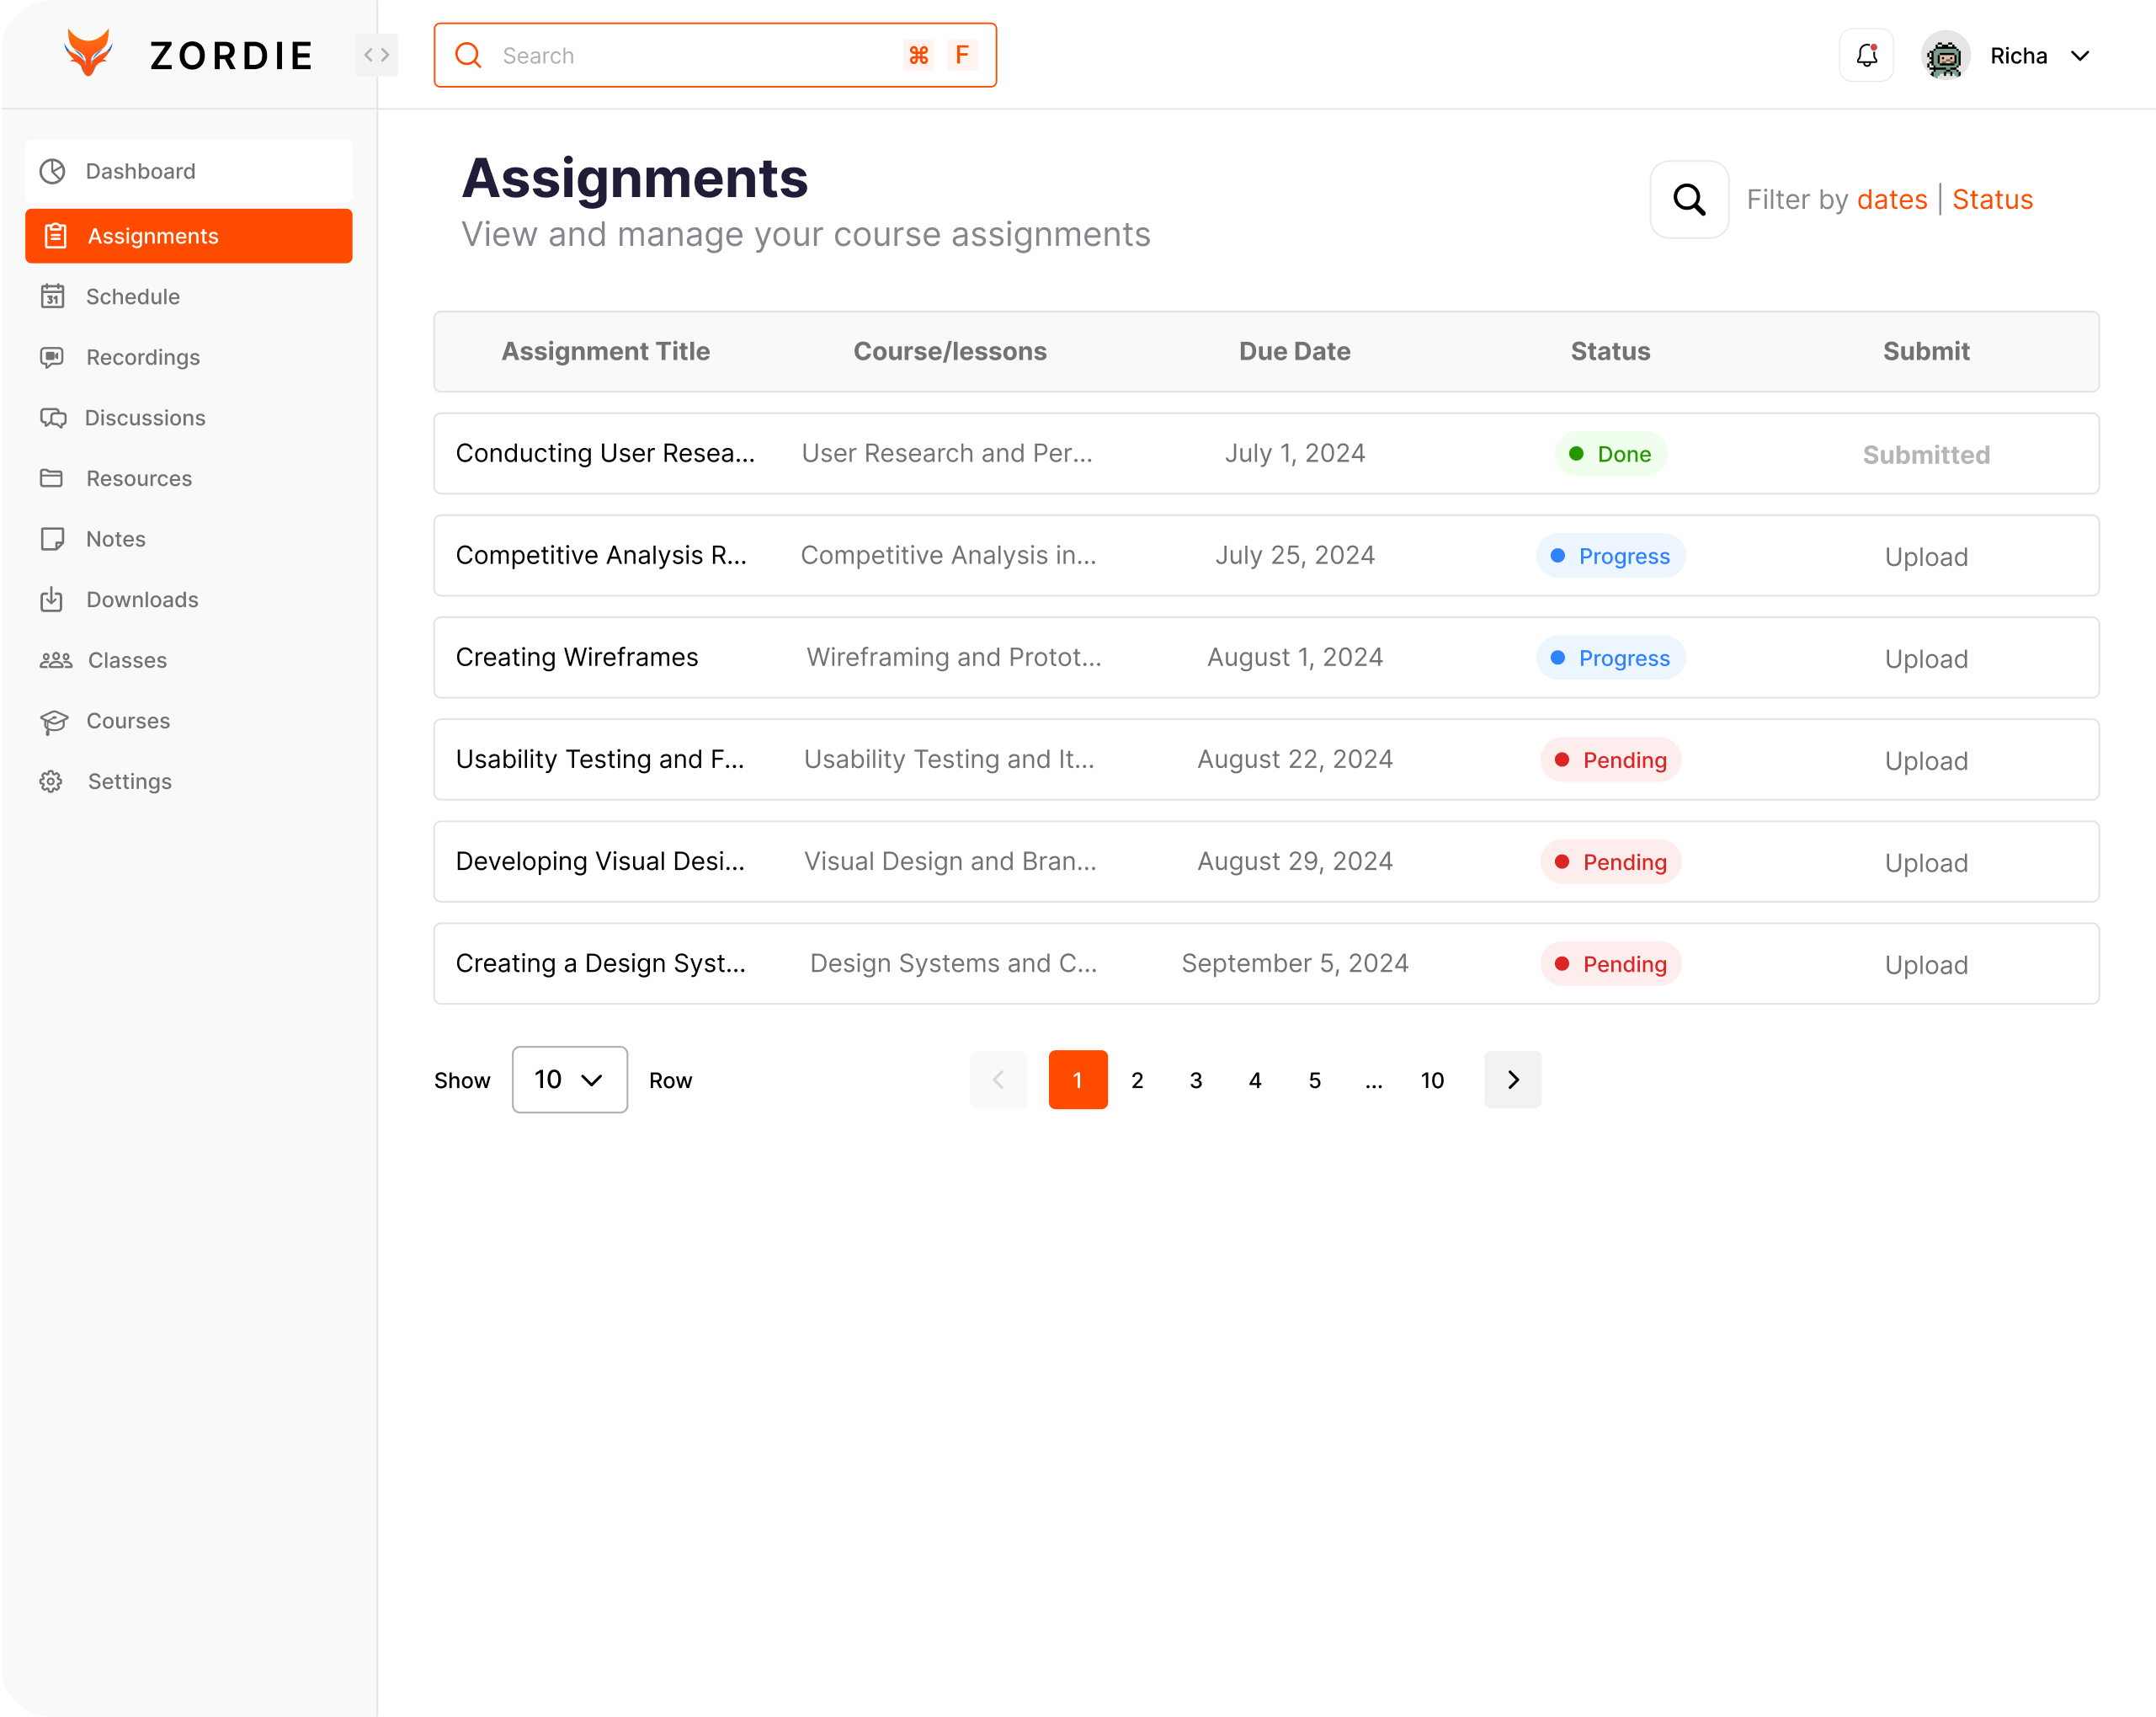 ZORDIE
Search ⌘ F
Richa
Dashboard
Assignments
Schedule
31
Recordings
Discussions
Resources
Notes
Downloads
Classes
Courses
Settings
Assignments
View and manage your course assignments
Filter by dates | Status
Assignment Title Course/lessons Due Date Status Submit
Conducting User Resea... User Research and Per... July 1, 2024 Done Submitted
Competitive Analysis R... Competitive Analysis in... July 25, 2024 Progress Upload
Creating Wireframes Wireframing and Protot... August 1, 2024 Progress Upload
Usability Testing and F... Usability Testing and It... August 22, 2024 Pending Upload
Developing Visual Desi... Visual Design and Bran... August 29, 2024 Pending Upload
Creating a Design Syst... Design Systems and C... September 5, 2024 Pending Upload
Show 10 Row 1 2 3 4 5 ... 10